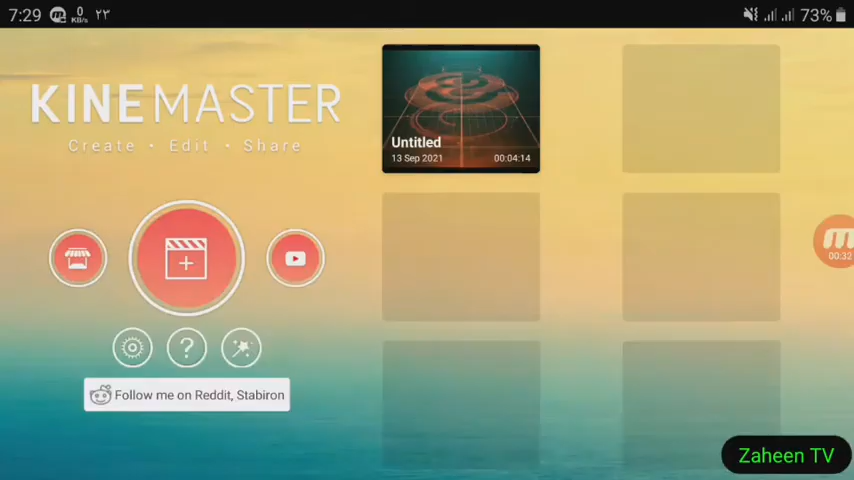 7:29 0 KB/s ٢٣ 73%
KINEMASTER
Create • Edit • Share
Untitled
13 Sep 2021 00:04:14
00:32
Follow me on Reddit, Stabiron
Zaheen TV